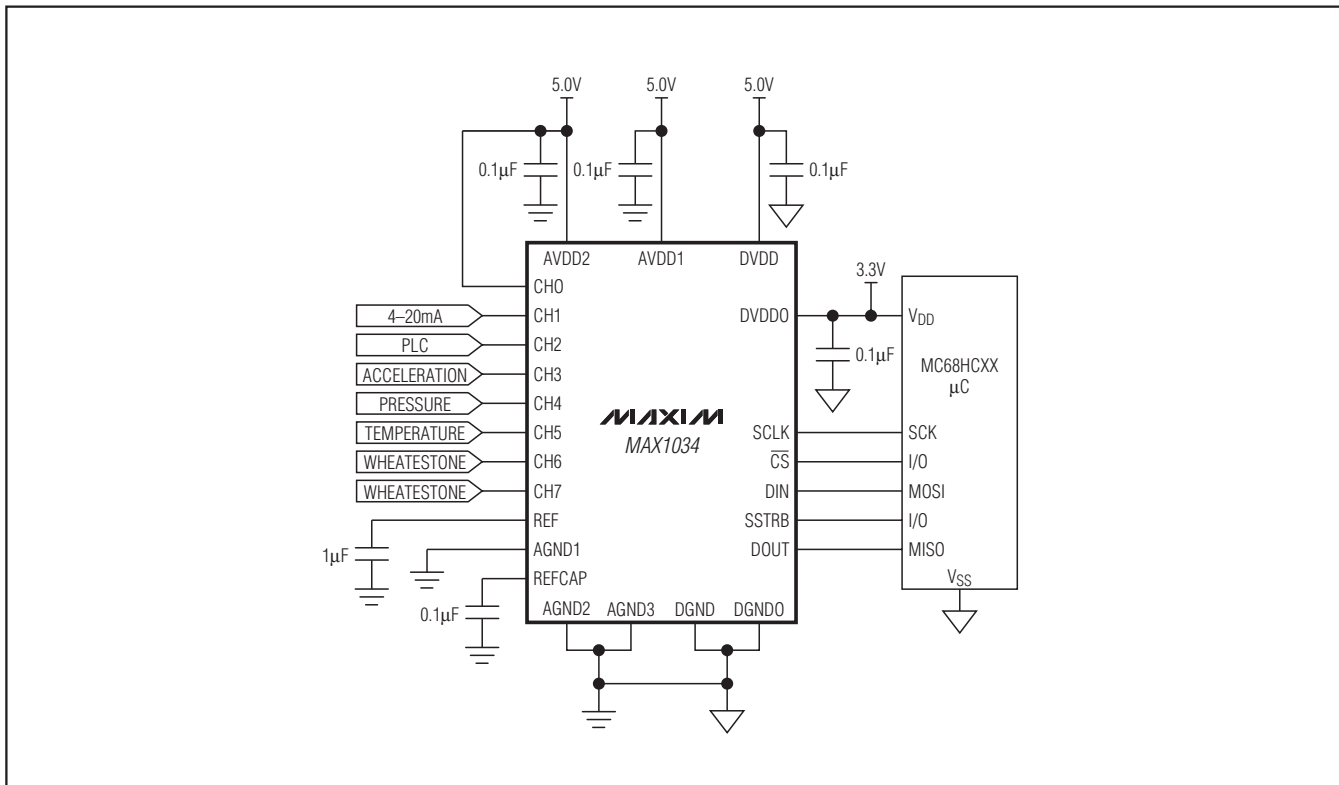 5.0V 5.0V 5.0V
0.1µF 0.1µF 0.1µF
AVDD2 AVDD1 DVDD
3.3V
CH0
4–20mA CH1 DVDDO VDD
PLC CH2
0.1µF
ACCELERATION CH3 MC68HCXX
µC
PRESSURE CH4
MAXIM
MAX1034
TEMPERATURE CH5 SCLK SCK
WHEATESTONE CH6 CS I/O
WHEATESTONE CH7 DIN MOSI
REF SSTRB I/O
1µF AGND1 DOUT MISO
REFCAP VSS
0.1µF AGND2 AGND3 DGND DGNDO